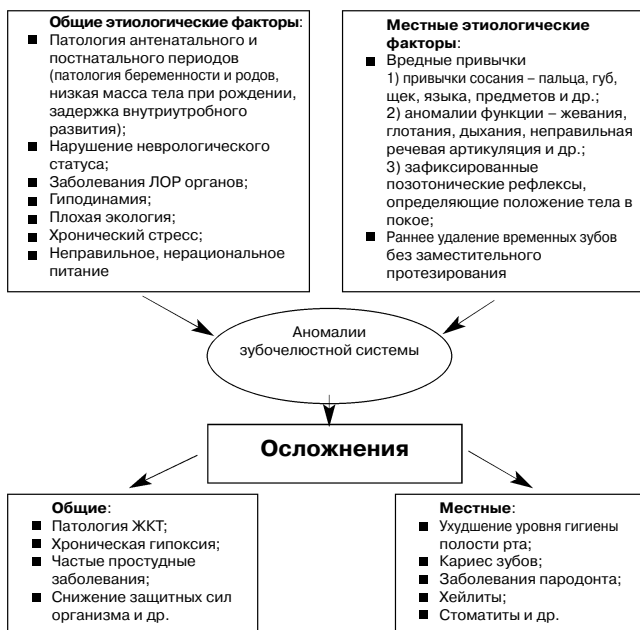 Общие этиологические факторы:
Патология антенатального и
постнатального периодов
(патология беременности и родов,
низкая масса тела при рождении,
задержка внутриутробного
развития);
Нарушение неврологического
статуса;
Заболевания ЛОР органов;
Гиподинамия;
Плохая экология;
Хронический стресс;
Неправильное, нерациональное
питание
Местные этиологические
факторы:
Вредные привычки
1) привычки сосания – пальца, губ,
щек, языка, предметов и др.;
2) аномалии функции – жевания,
глотания, дыхания, неправильная
речевая артикуляция и др.;
3) зафиксированные
позотонические рефлексы,
определяющие положение тела в
покое;
Раннее удаление временных зубов
без заместительного
протезирования
Аномалии
зубочелюстной системы
Осложнения
Общие:
Патология ЖКТ;
Хроническая гипоксия;
Частые простудные
заболевания;
Снижение защитных сил
организма и др.
Местные:
Ухудшение уровня гигиены
полости рта;
Кариес зубов;
Заболевания пародонта;
Хейлиты;
Стоматиты и др.